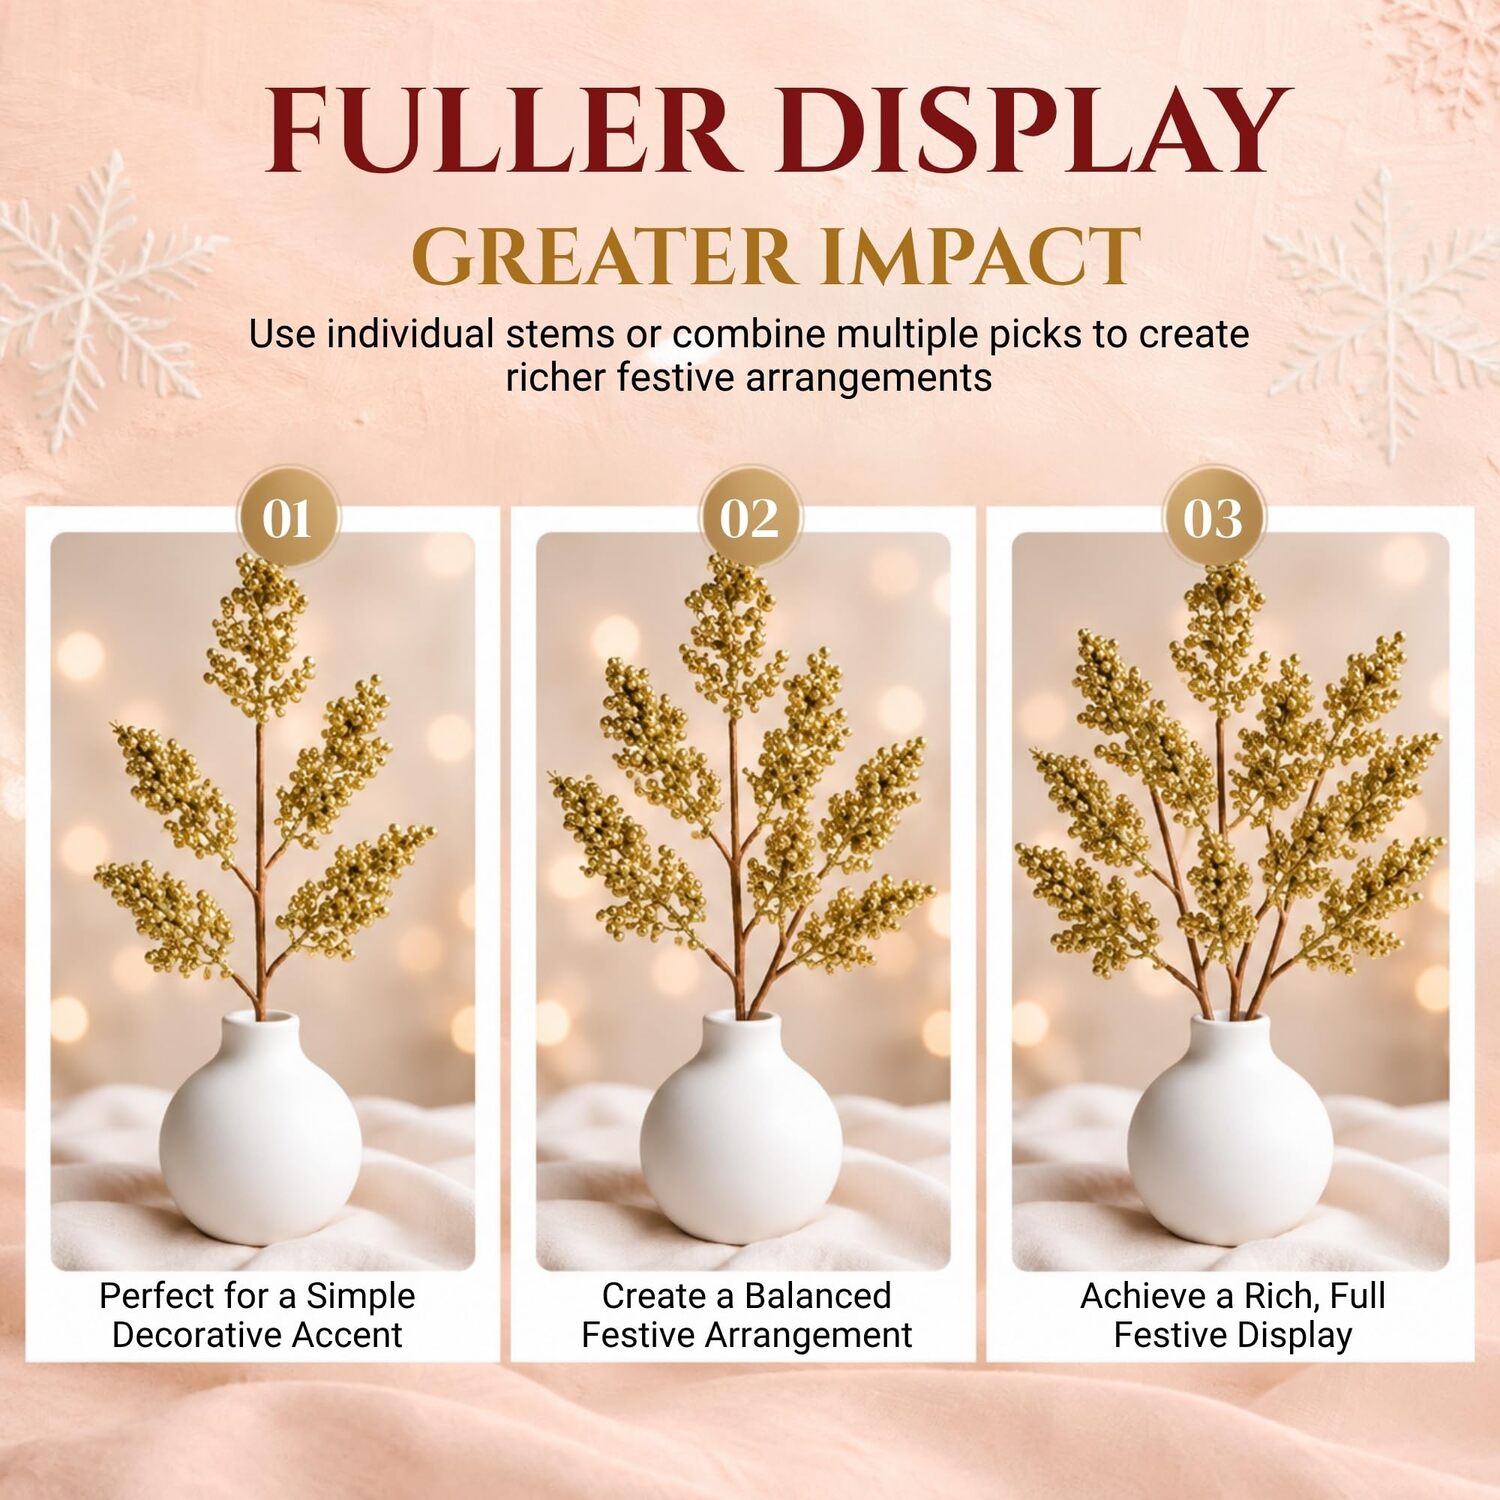 FULLER DISPLAY
GREATER IMPACT
Use individual stems or combine multiple picks to create
richer festive arrangements
01
02
03
Perfect for a Simple
Decorative Accent
Create a Balanced
Festive Arrangement
Achieve a Rich, Full
Festive Display